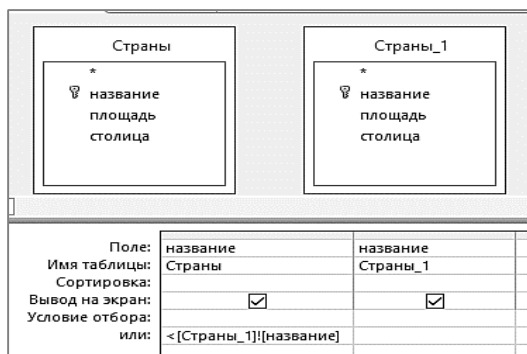 Страны Страны_1
* *
название название
площадь площадь
столица столица
Поле: название название
Имя таблицы: Страны Страны_1
Сортировка:
Вывод на экран:
Условие отбора:
или: <[Страны_1]![название]